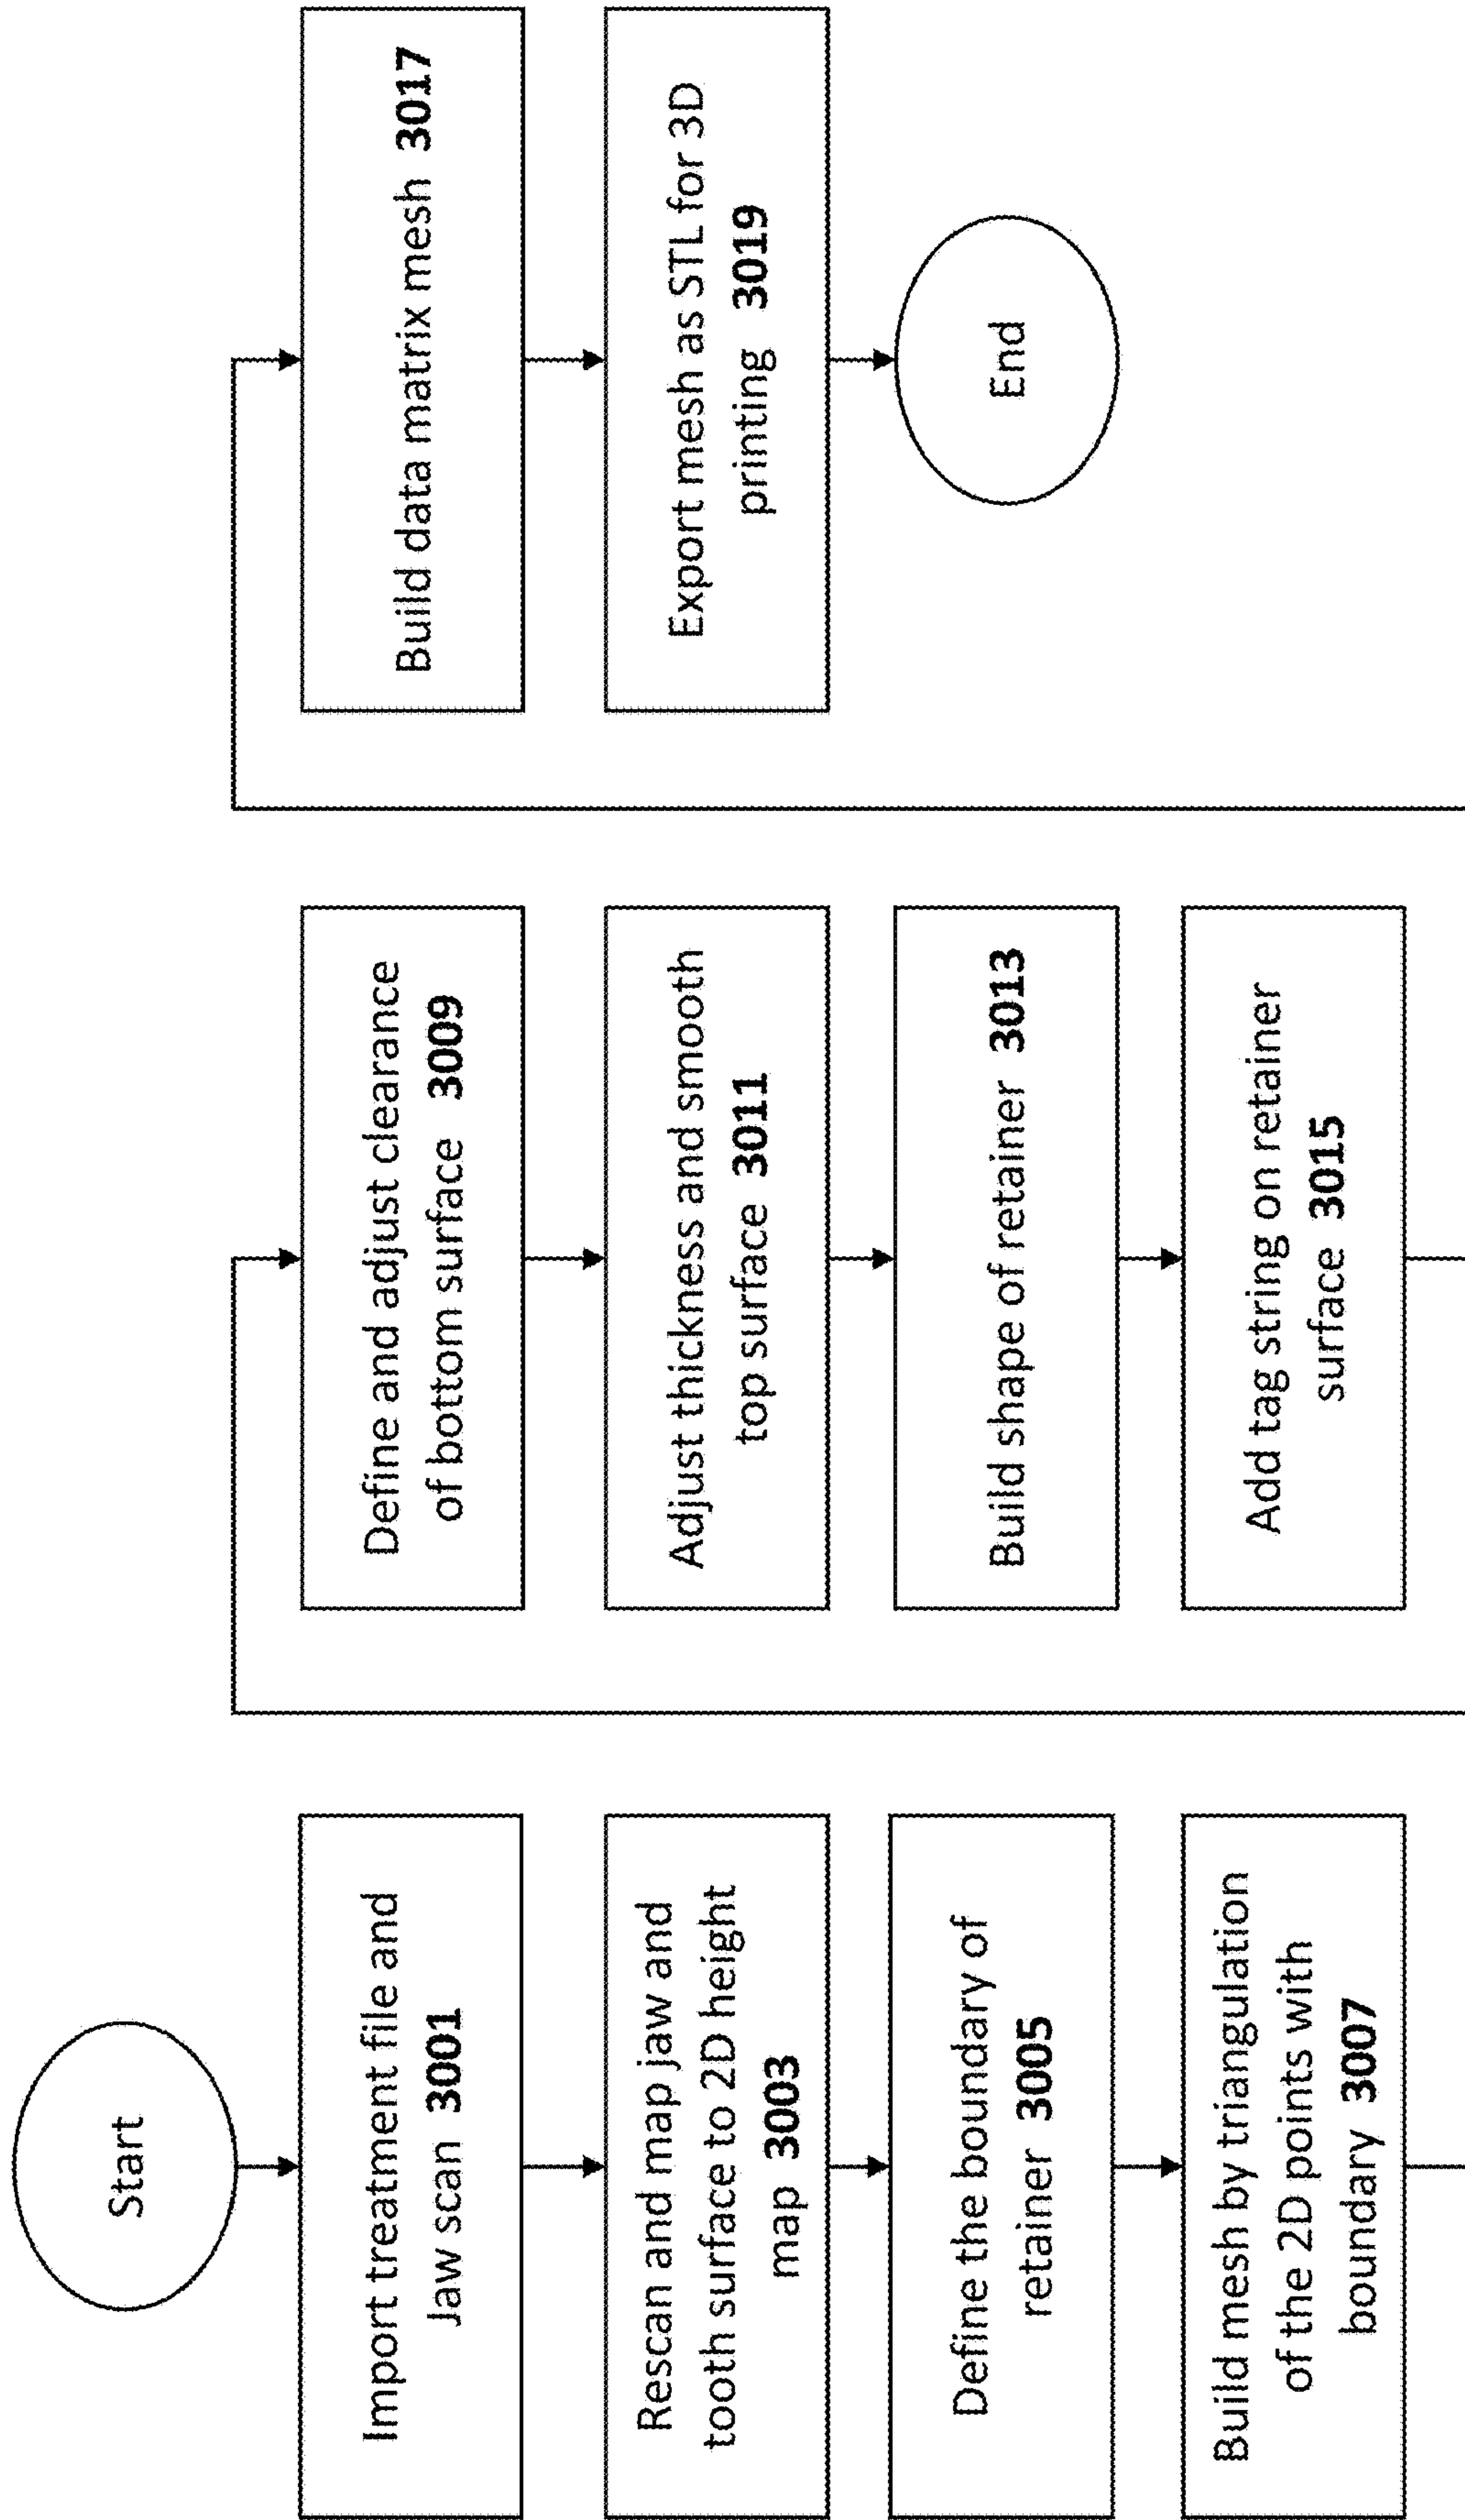 Start
Import treatment file and
Jaw scan 3001
Rescan and map jaw and
tooth surface to 2D height
map 3003
Define the boundary of
retainer 3005
Build mesh by triangulation
of the 2D points with
boundary 3007
Define and adjust clearance
of bottom surface 3009
Adjust thickness and smooth
top surface 3011
Build shape of retainer 3013
Add tag string on retainer
surface 3015
Build data matrix mesh 3017
Export mesh as STL for 3D
printing 3019
End